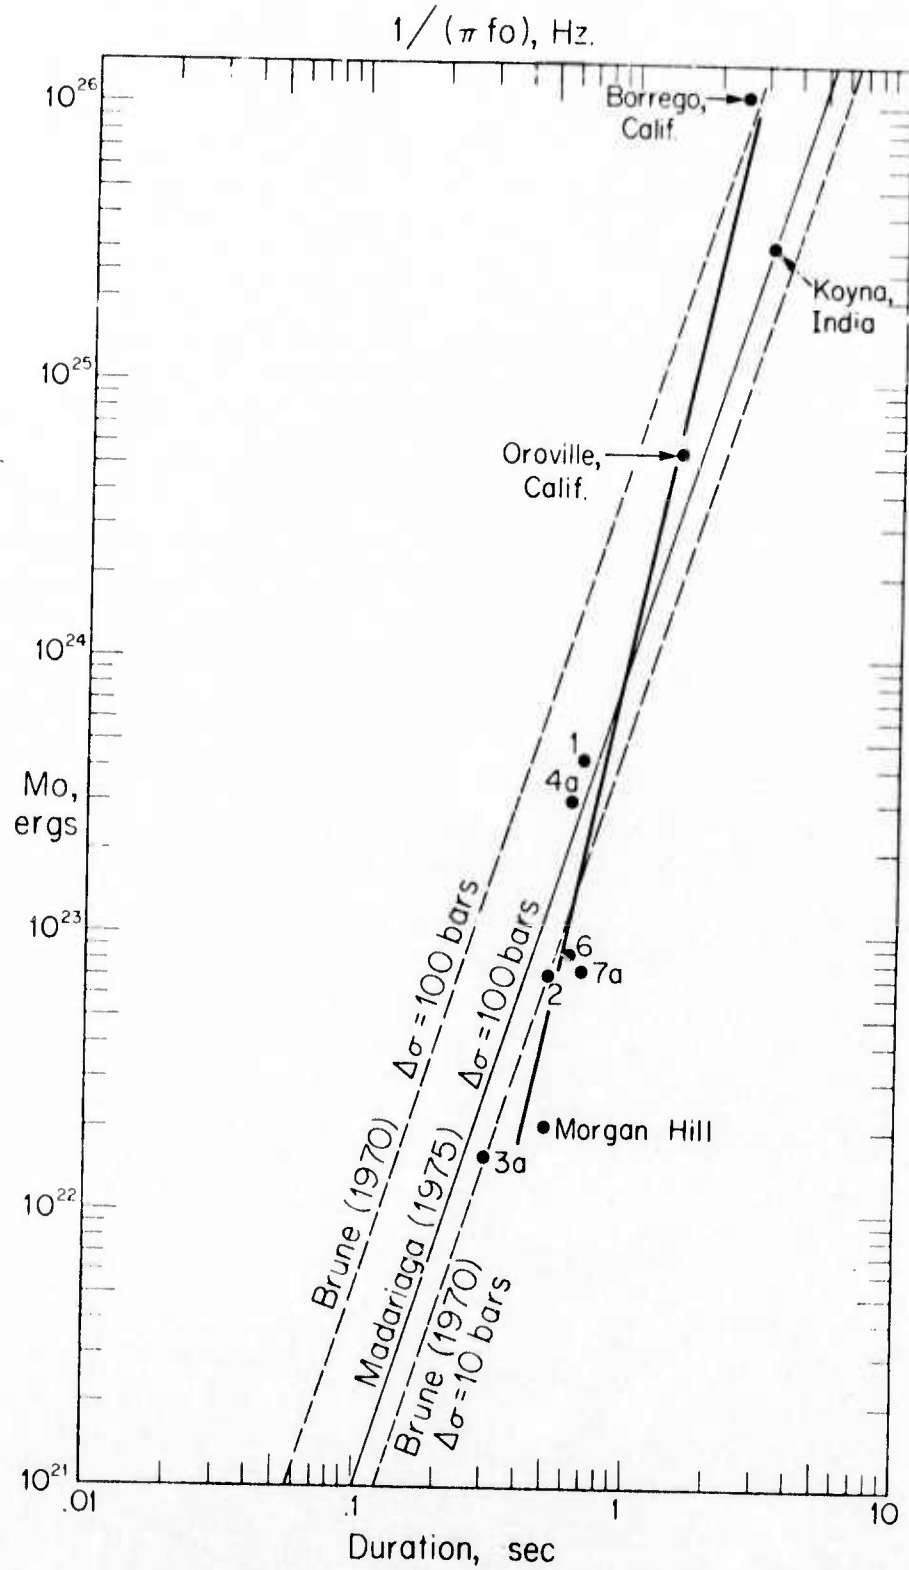 1/(π fo), Hz.
10²⁶
Borrego,
Calif.
Koyna,
India
10²⁵
Oroville,
Calif.
10²⁴
1
4a
Mo,
ergs
10²³
6
7a
2
Brune (1970) Δσ = 100 bars
Madariaga (1975) Δσ = 100 bars
Morgan Hill
3a
10²²
Brune (1970)
Δσ = 10 bars
10²¹
.01 .1 1 10
Duration, sec